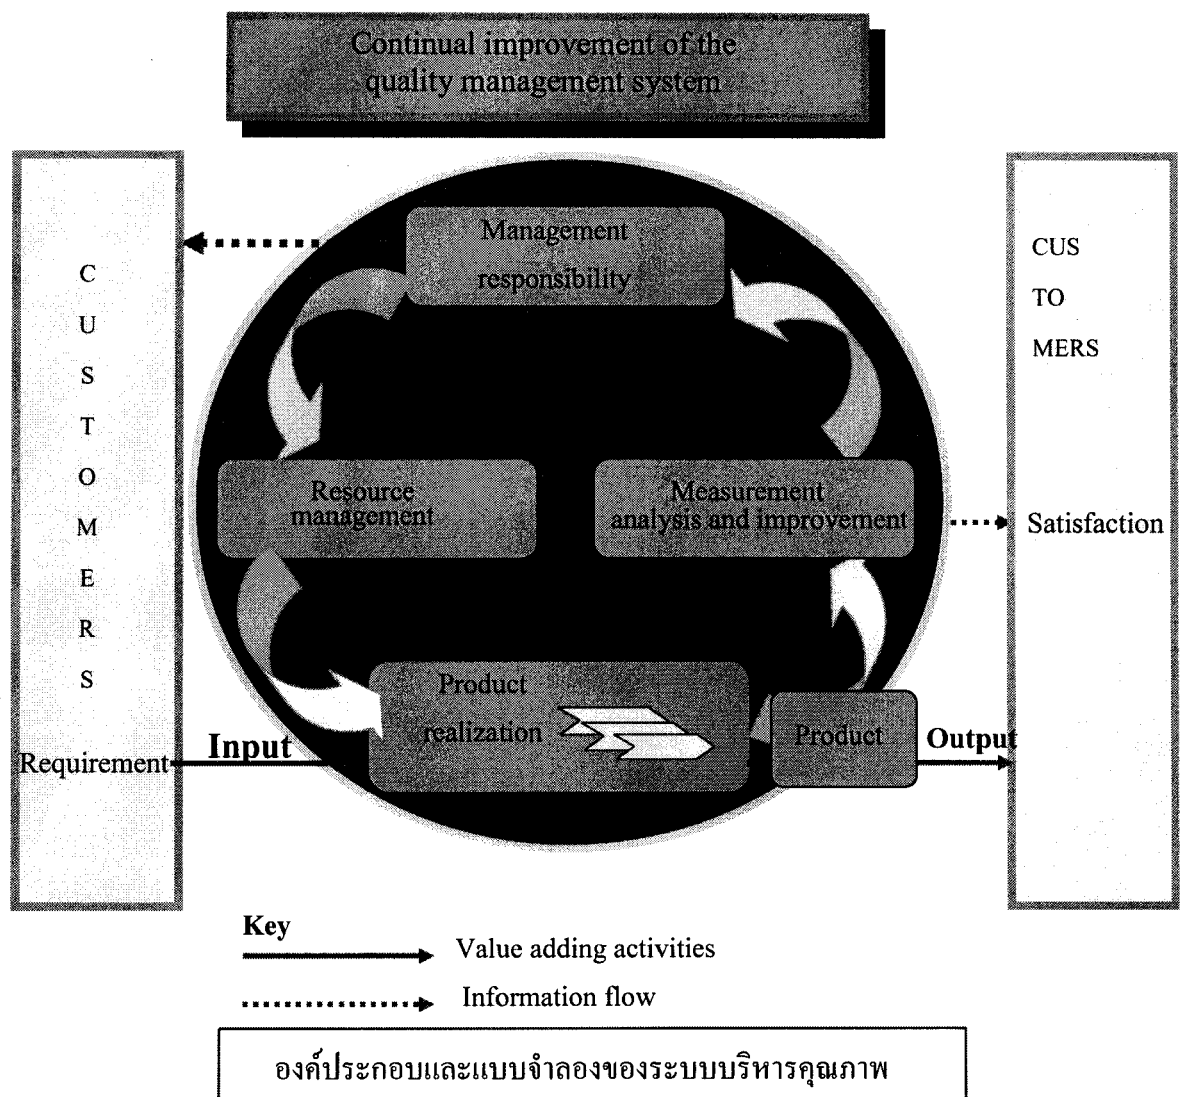 Continual improvement of the
quality management system
C
U
S
T
O
M
E
R
S
Requirement
Management
responsibility
CUS
TO
MERS
Resource
management
Measurement
analysis and improvement
Satisfaction
Product
realization
Input
Product
Output
Key
Value adding activities
Information flow
องค์ประกอบและแบบจำลองของระบบบริหารคุณภาพ